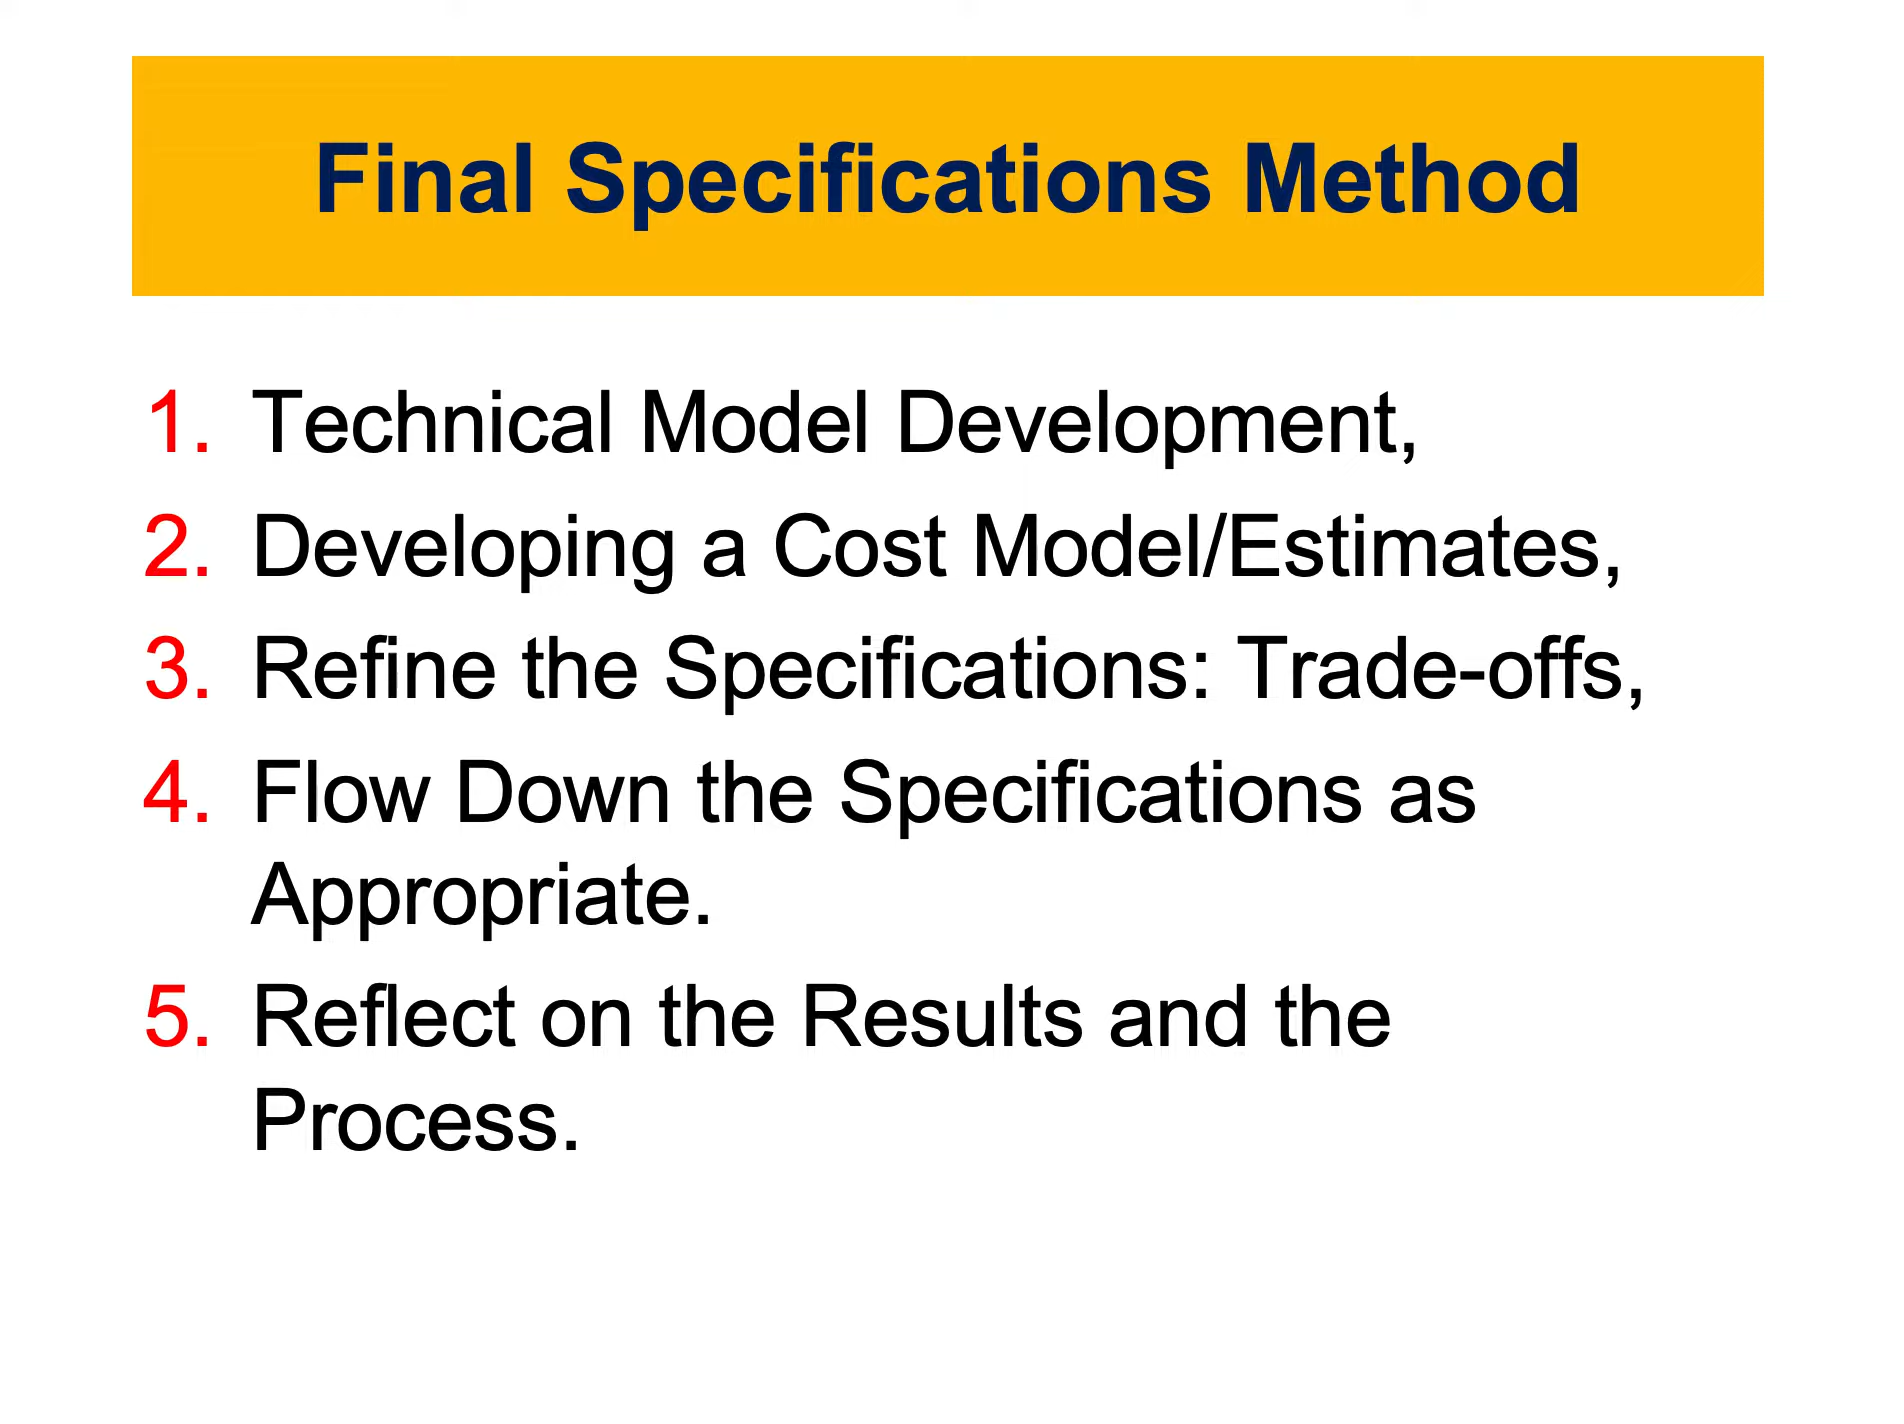 Final Specifications Method
1. Technical Model Development,
2. Developing a Cost Model/Estimates,
3. Refine the Specifications: Trade-offs,
4. Flow Down the Specifications as
Appropriate.
5. Reflect on the Results and the
Process.